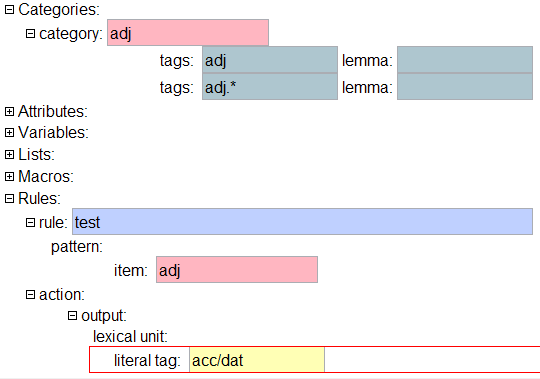 Categories:
category: adj
tags: adj lemma:
tags: adj.* lemma:
Attributes:
Variables:
Lists:
Macros:
Rules:
rule: test
pattern:
item: adj
action:
output:
lexical unit:
literal tag: acc/dat